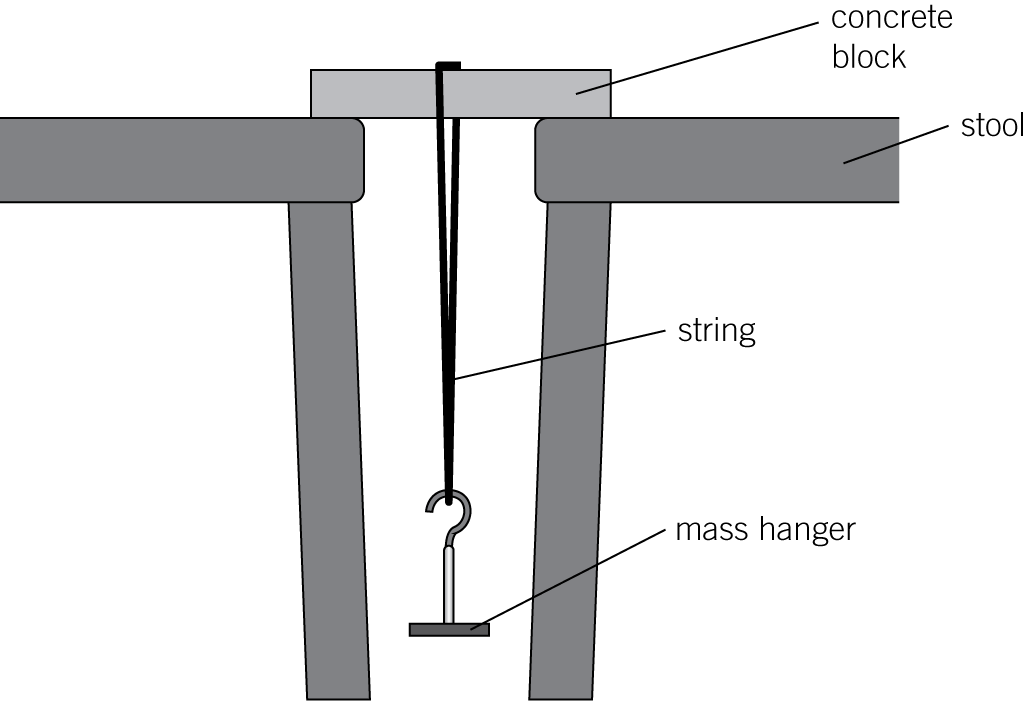 concrete
block
stool
string
mass hanger